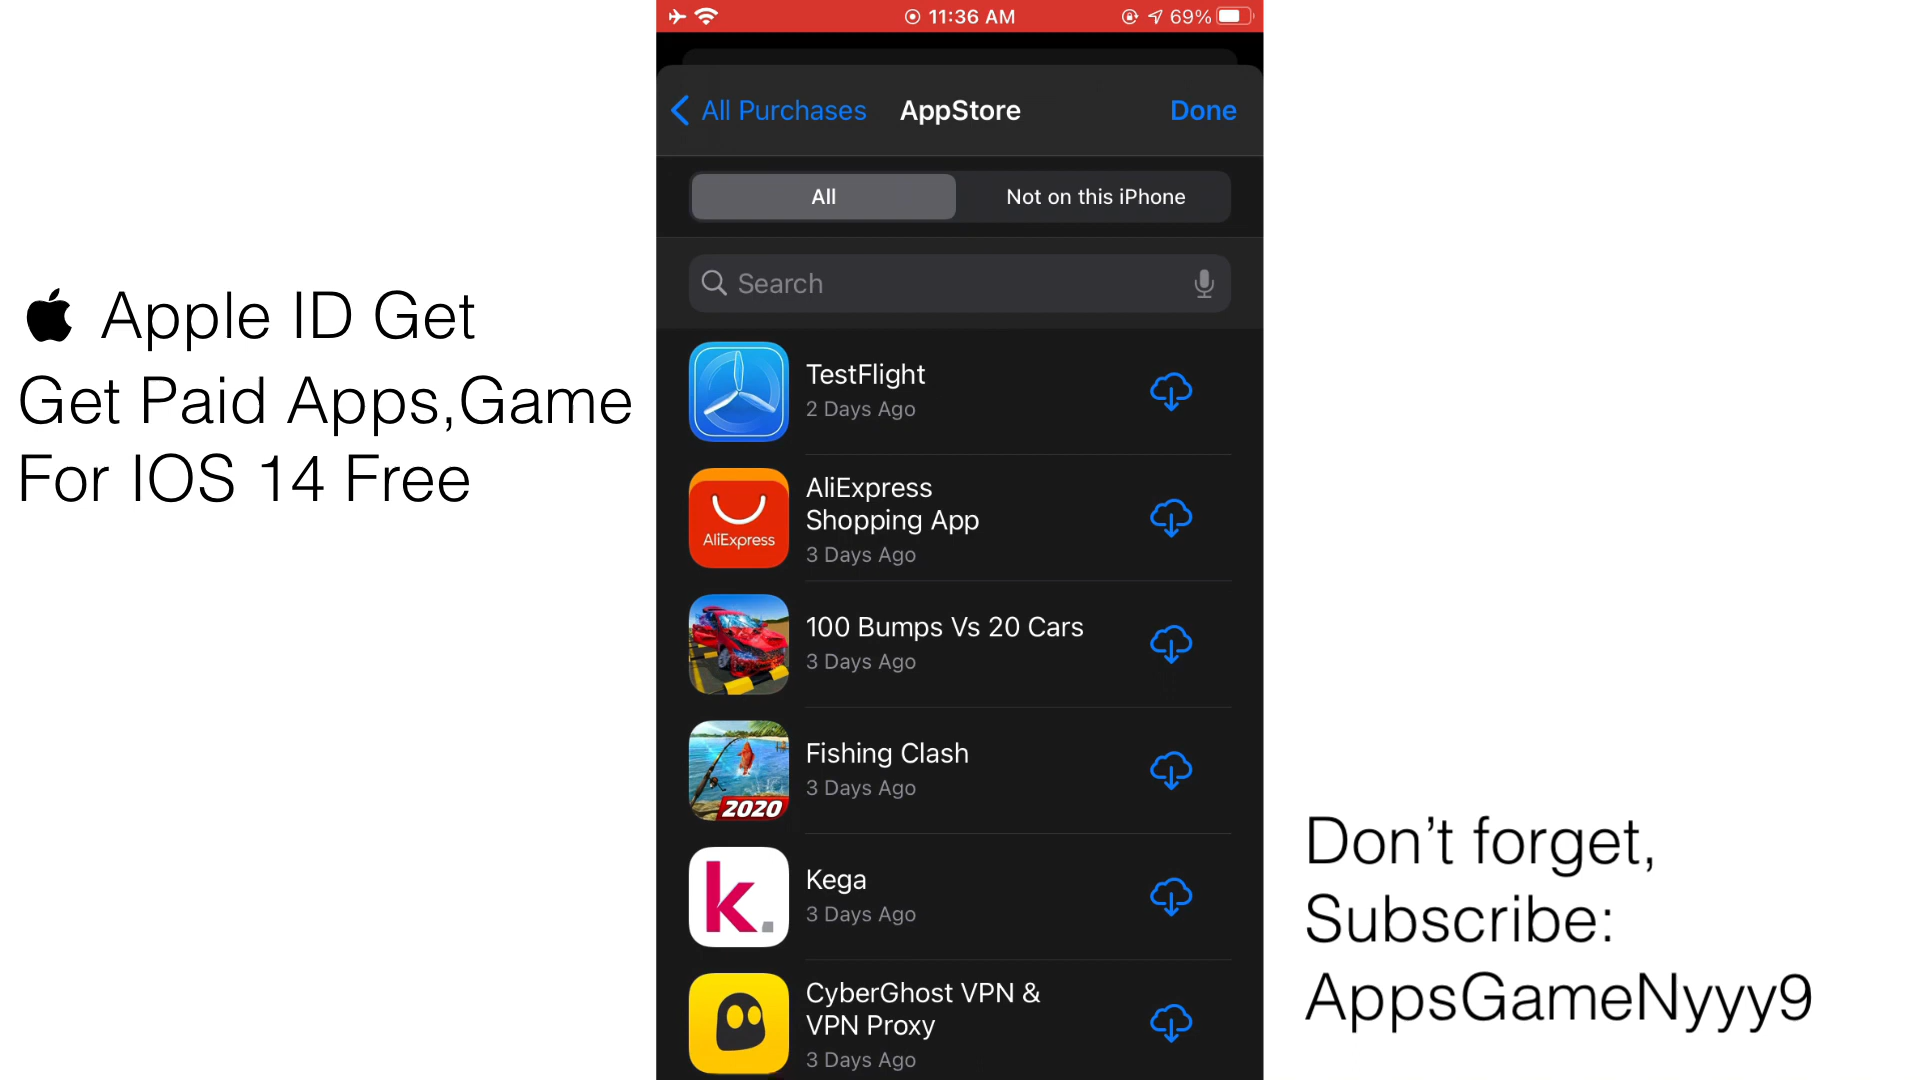 11:36 AM
69%
All Purchases
AppStore
Done
All
Not on this iPhone
Search
TestFlight
2 Days Ago
AliExpress
AliExpress
Shopping App
3 Days Ago
100 Bumps Vs 20 Cars
3 Days Ago
2020
Fishing Clash
3 Days Ago
k.
Kega
3 Days Ago
CyberGhost VPN &
VPN Proxy
3 Days Ago
Apple ID Get
Get Paid Apps,Game
For IOS 14 Free
Don't forget,
Subscribe:
AppsGameNyyy9